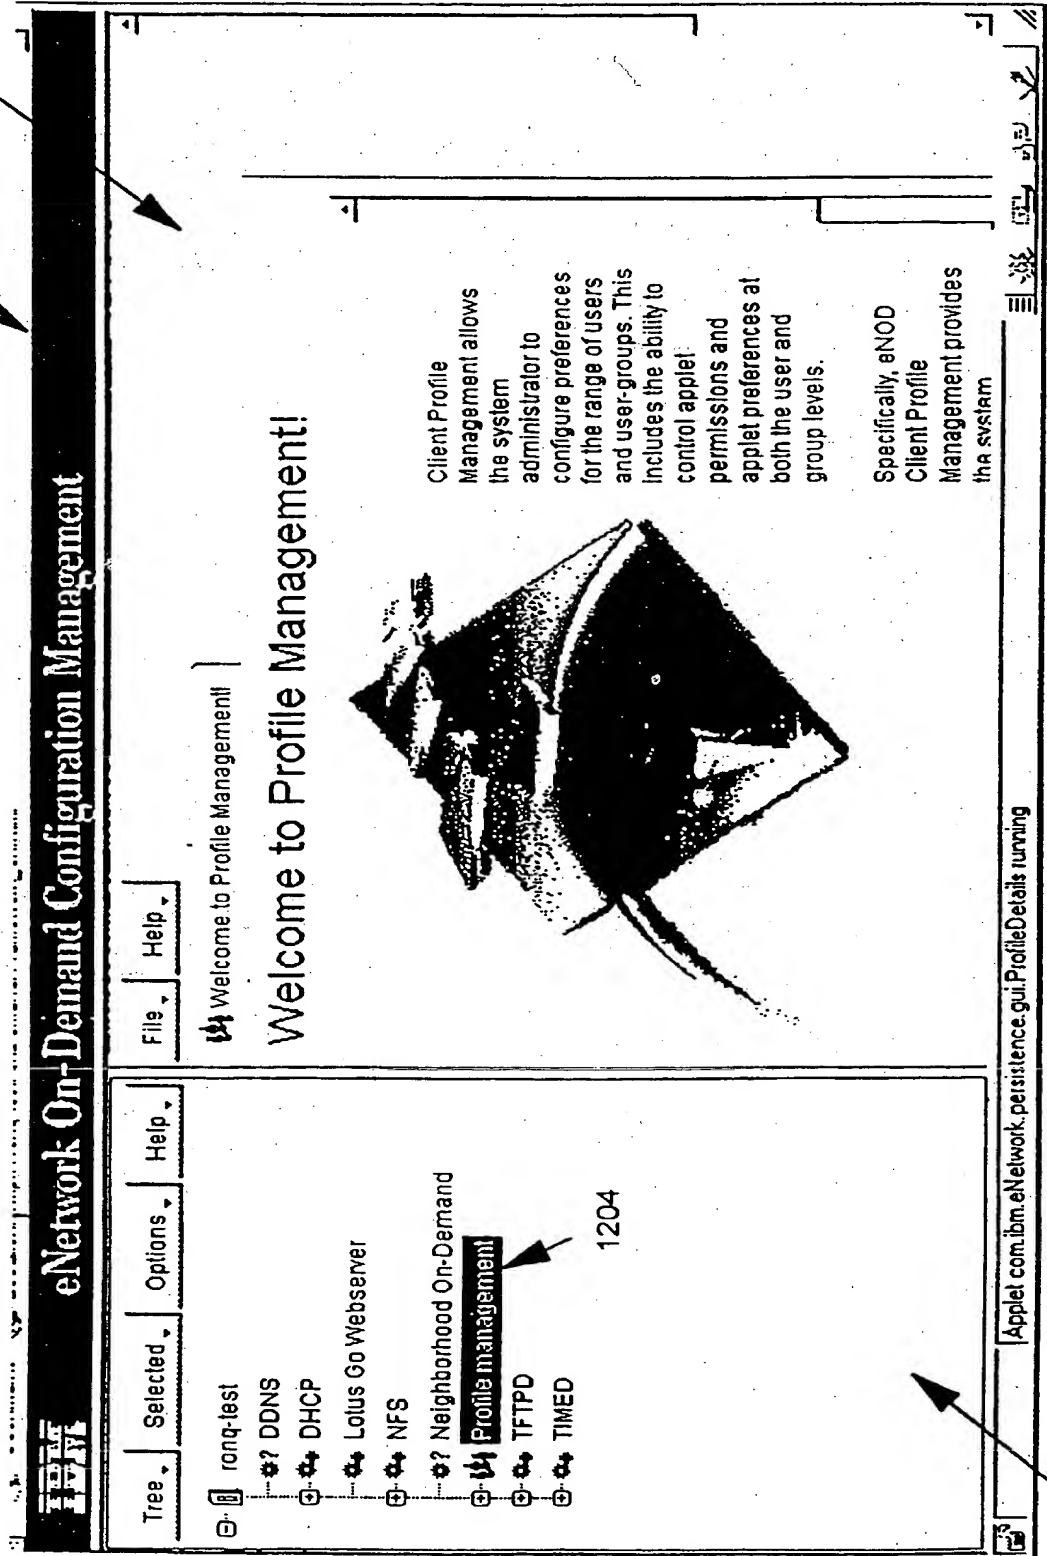 IBM
eNetwork On-Demand Configuration Management
Tree
Selected
Options
Help
File
Help
ronq-test
? DDNS
DHCP
Lotus Go Webserver
NFS
? Neighborhood On-Demand
Profile management
TFTPD
TIMED
1204
Welcome to Profile Management!!
Welcome to Profile Management!
Client Profile
Management allows
the system
administrator to
configure preferences
for the range of users
and user-groups. This
includes the ability to
control applet
permissions and
applet preferences at
both the user and
group levels.
Specifically, eNOD
Client Profile
Management provides
the system
Applet com.ibm.eNetwork.persistence.gui.ProfileDetails running